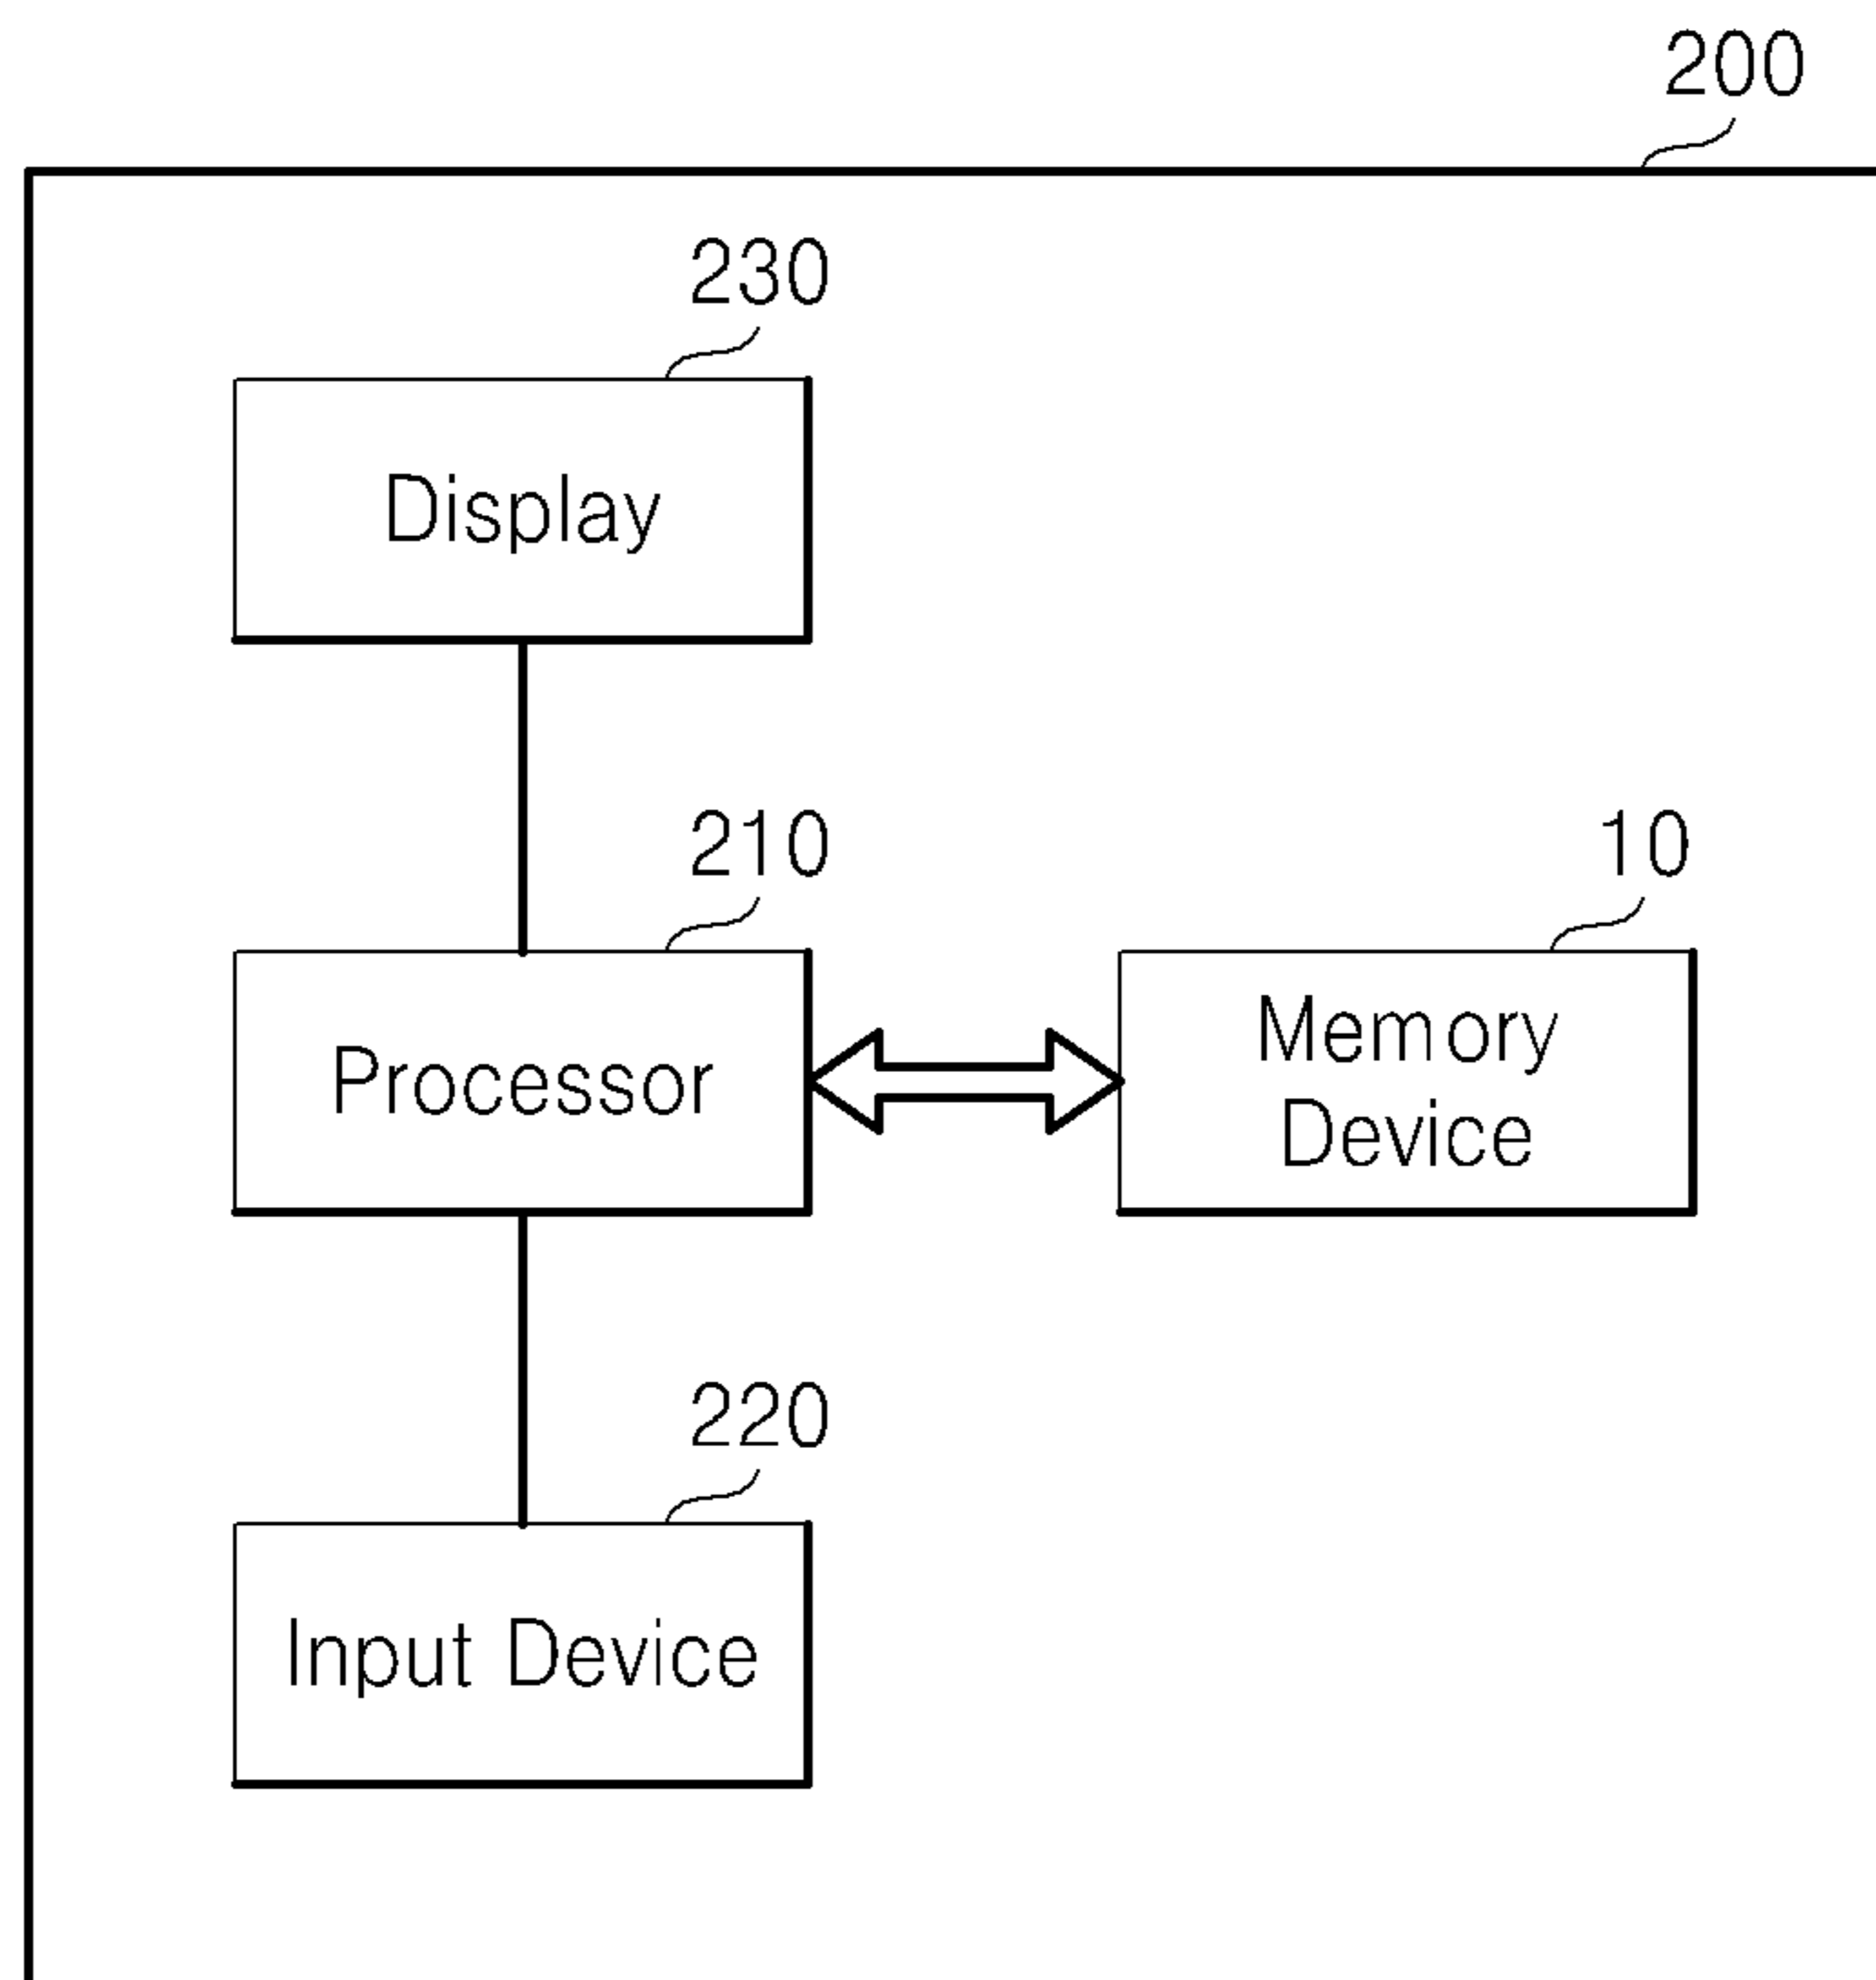 200
230
Display
210
10
Processor
Memory
Device
220
Input Device